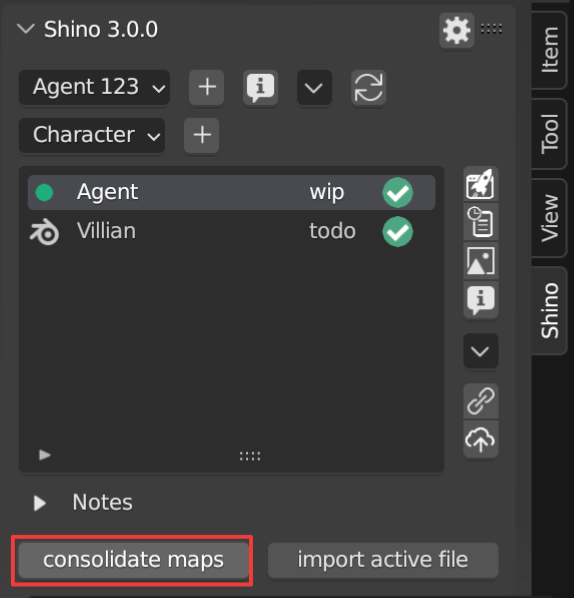 Shino 3.0.0
Agent 123
Character
Agent wip
Villian todo
Notes
consolidate maps import active file
Item
Tool
View
Shino